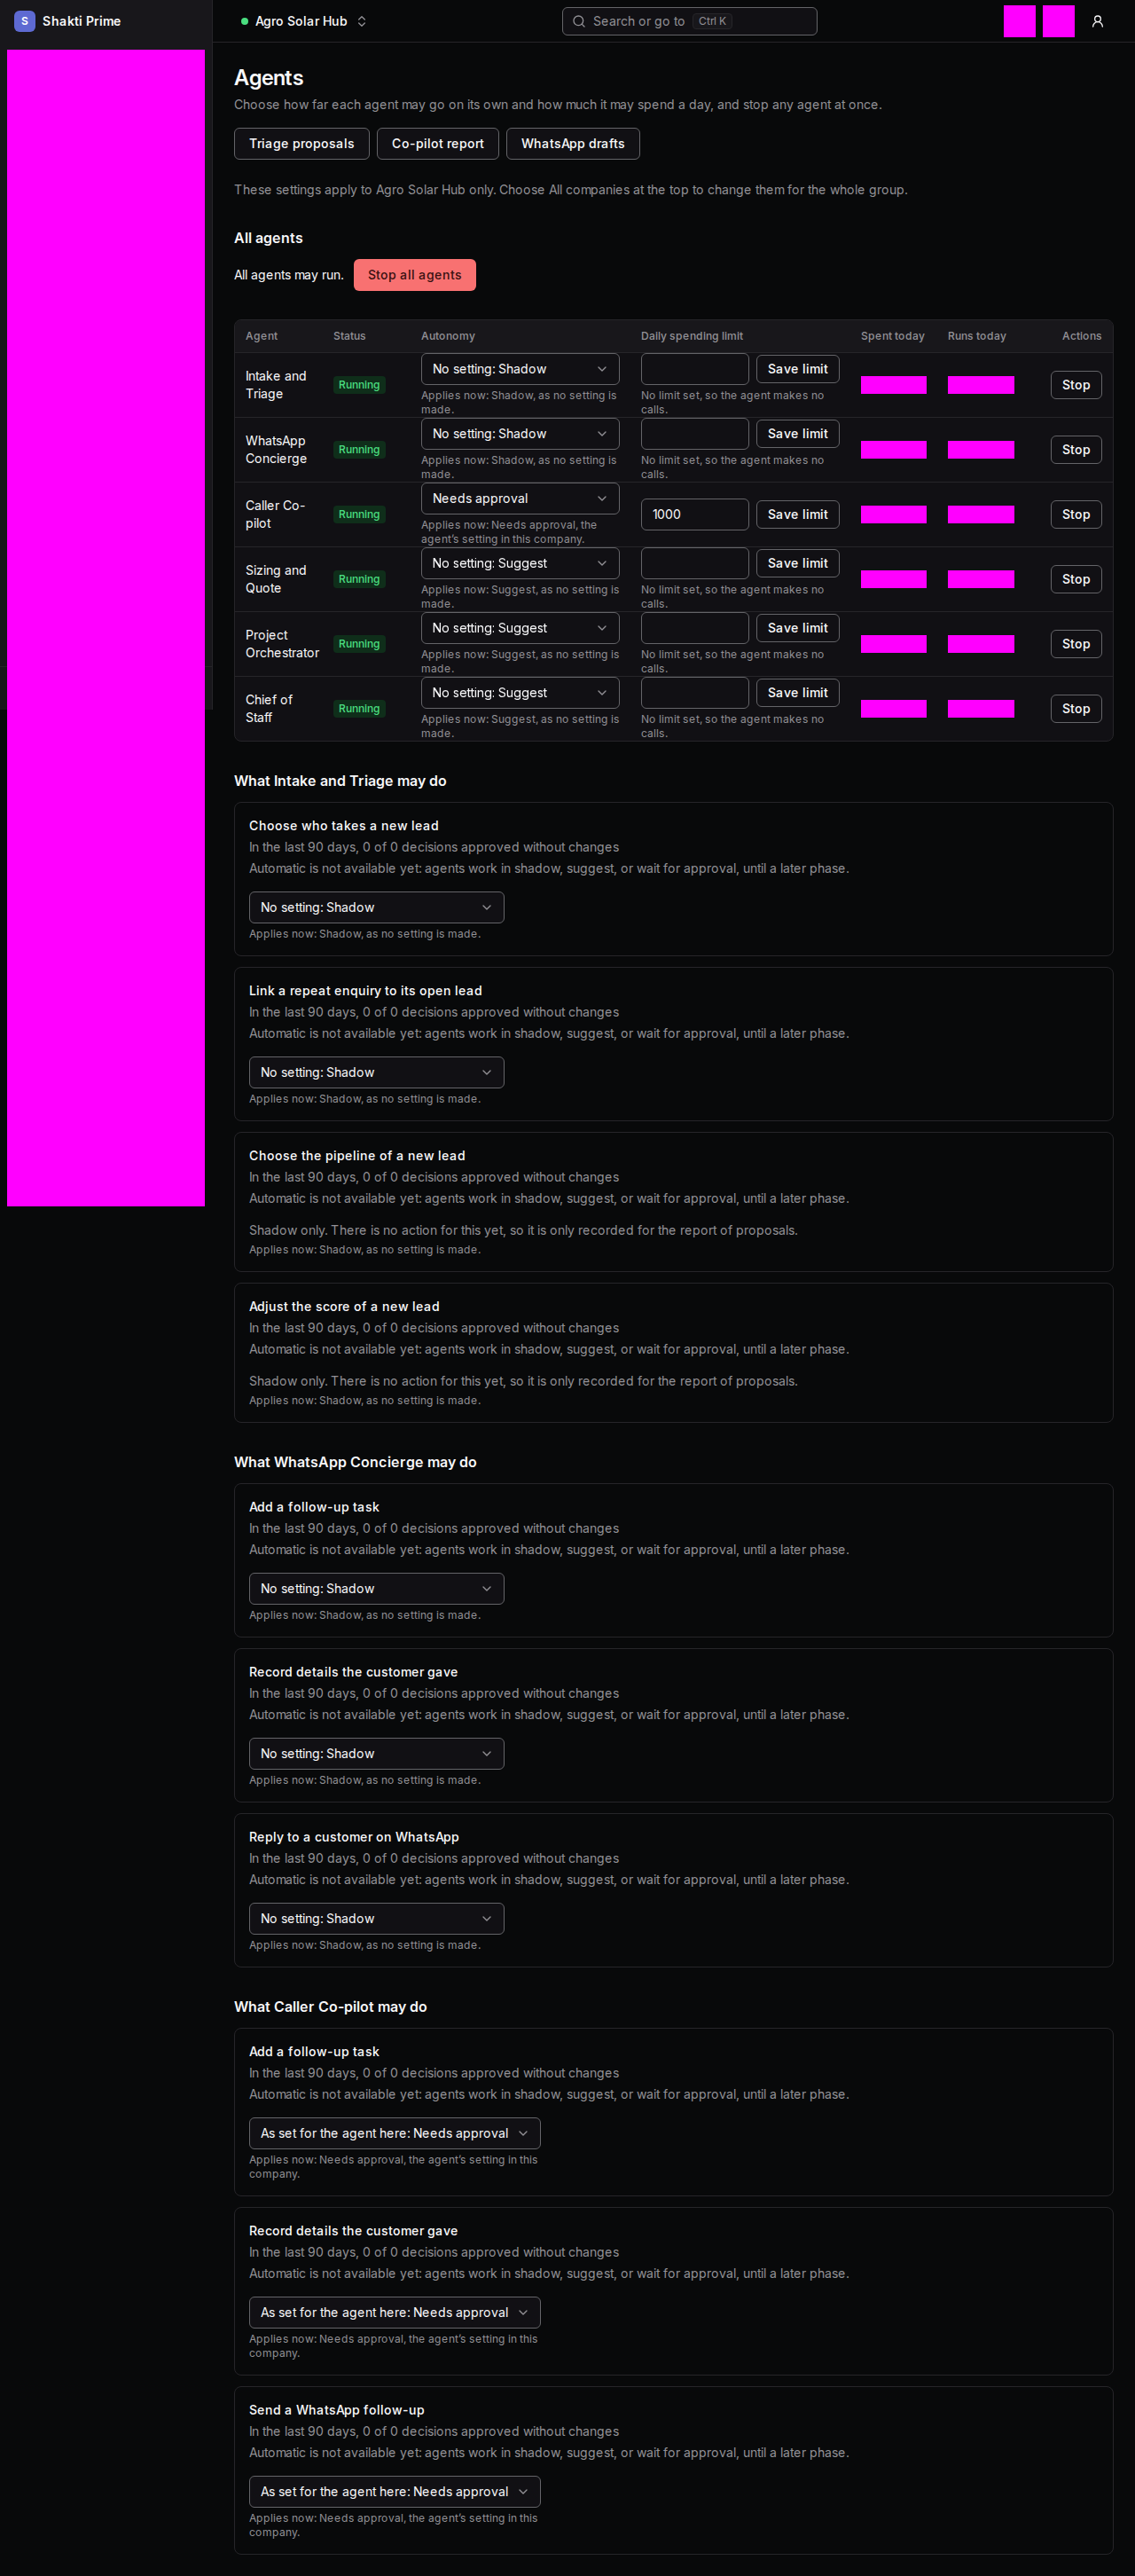 S Shakti Prime
Agro Solar Hub
Search or go to Ctrl K
Agents
Choose how far each agent may go on its own and how much it may spend a day, and stop any agent at once.
Triage proposals Co-pilot report WhatsApp drafts
These settings apply to Agro Solar Hub only. Choose All companies at the top to change them for the whole group.
All agents
All agents may run. Stop all agents
Agent Status Autonomy Daily spending limit Spent today Runs today Actions
Intake and Triage Running No setting: Shadow Save limit Stop
Applies now: Shadow, as no setting is made.
No limit set, so the agent makes no calls.
WhatsApp Concierge Running No setting: Shadow Save limit Stop
Applies now: Shadow, as no setting is made.
No limit set, so the agent makes no calls.
Caller Co-pilot Running Needs approval 1000 Save limit Stop
Applies now: Needs approval, the agent’s setting in this company.
Sizing and Quote Running No setting: Suggest Save limit Stop
Applies now: Suggest, as no setting is made.
No limit set, so the agent makes no calls.
Project Orchestrator Running No setting: Suggest Save limit Stop
Applies now: Suggest, as no setting is made.
No limit set, so the agent makes no calls.
Chief of Staff Running No setting: Suggest Save limit Stop
Applies now: Suggest, as no setting is made.
No limit set, so the agent makes no calls.
What Intake and Triage may do
Choose who takes a new lead
In the last 90 days, 0 of 0 decisions approved without changes
Automatic is not available yet: agents work in shadow, suggest, or wait for approval, until a later phase.
No setting: Shadow
Applies now: Shadow, as no setting is made.
Link a repeat enquiry to its open lead
In the last 90 days, 0 of 0 decisions approved without changes
Automatic is not available yet: agents work in shadow, suggest, or wait for approval, until a later phase.
No setting: Shadow
Applies now: Shadow, as no setting is made.
Choose the pipeline of a new lead
In the last 90 days, 0 of 0 decisions approved without changes
Automatic is not available yet: agents work in shadow, suggest, or wait for approval, until a later phase.
Shadow only. There is no action for this yet, so it is only recorded for the report of proposals.
Applies now: Shadow, as no setting is made.
Adjust the score of a new lead
In the last 90 days, 0 of 0 decisions approved without changes
Automatic is not available yet: agents work in shadow, suggest, or wait for approval, until a later phase.
Shadow only. There is no action for this yet, so it is only recorded for the report of proposals.
Applies now: Shadow, as no setting is made.
What WhatsApp Concierge may do
Add a follow-up task
In the last 90 days, 0 of 0 decisions approved without changes
Automatic is not available yet: agents work in shadow, suggest, or wait for approval, until a later phase.
No setting: Shadow
Applies now: Shadow, as no setting is made.
Record details the customer gave
In the last 90 days, 0 of 0 decisions approved without changes
Automatic is not available yet: agents work in shadow, suggest, or wait for approval, until a later phase.
No setting: Shadow
Applies now: Shadow, as no setting is made.
Reply to a customer on WhatsApp
In the last 90 days, 0 of 0 decisions approved without changes
Automatic is not available yet: agents work in shadow, suggest, or wait for approval, until a later phase.
No setting: Shadow
Applies now: Shadow, as no setting is made.
What Caller Co-pilot may do
Add a follow-up task
In the last 90 days, 0 of 0 decisions approved without changes
Automatic is not available yet: agents work in shadow, suggest, or wait for approval, until a later phase.
As set for the agent here: Needs approval
Applies now: Needs approval, the agent’s setting in this
company.
Record details the customer gave
In the last 90 days, 0 of 0 decisions approved without changes
Automatic is not available yet: agents work in shadow, suggest, or wait for approval, until a later phase.
As set for the agent here: Needs approval
Applies now: Needs approval, the agent’s setting in this
company.
Send a WhatsApp follow-up
In the last 90 days, 0 of 0 decisions approved without changes
Automatic is not available yet: agents work in shadow, suggest, or wait for approval, until a later phase.
As set for the agent here: Needs approval
Applies now: Needs approval, the agent’s setting in this
company.